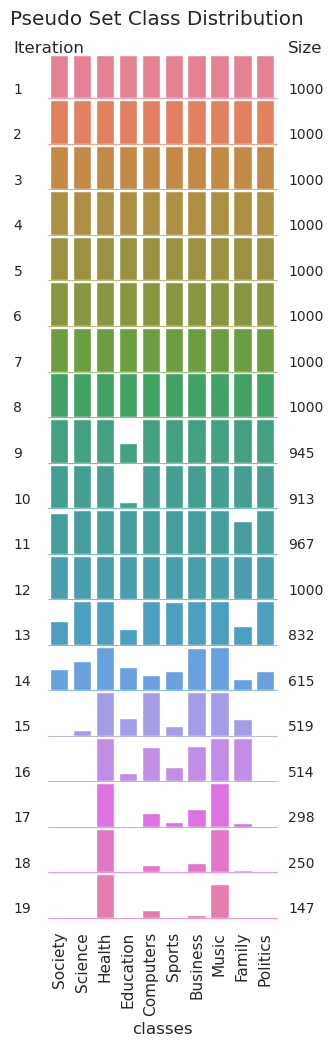 Pseudo Set Class Distribution
Iteration Size
1 1000
2 1000
3 1000
4 1000
5 1000
6 1000
7 1000
8 1000
9 945
10 913
11 967
12 1000
13 832
14 615
15 519
16 514
17 298
18 250
19 147
Society
Science
Health
Education
Computers
Sports
Business
Music
Family
Politics
classes